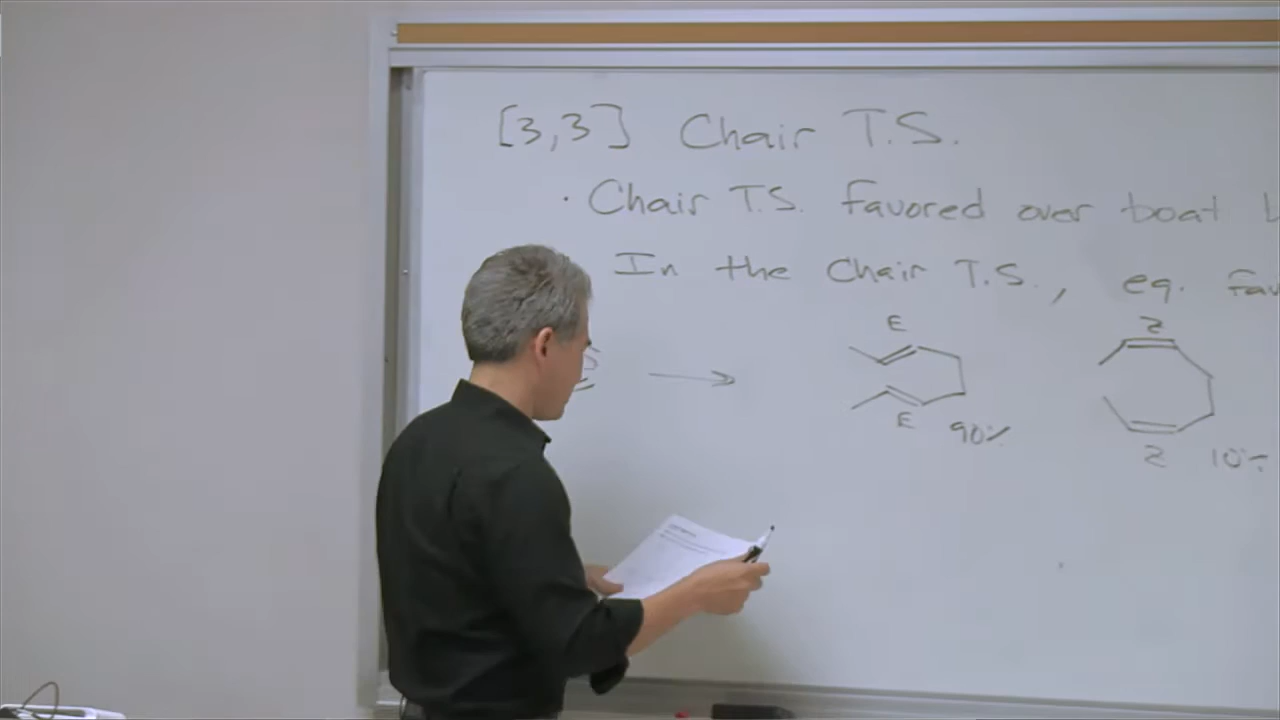 [3,3] Chair T.S.
· Chair T.S. favored over boat
In the Chair T.S., eq.
E
Z
S
E
90%
Z
10%